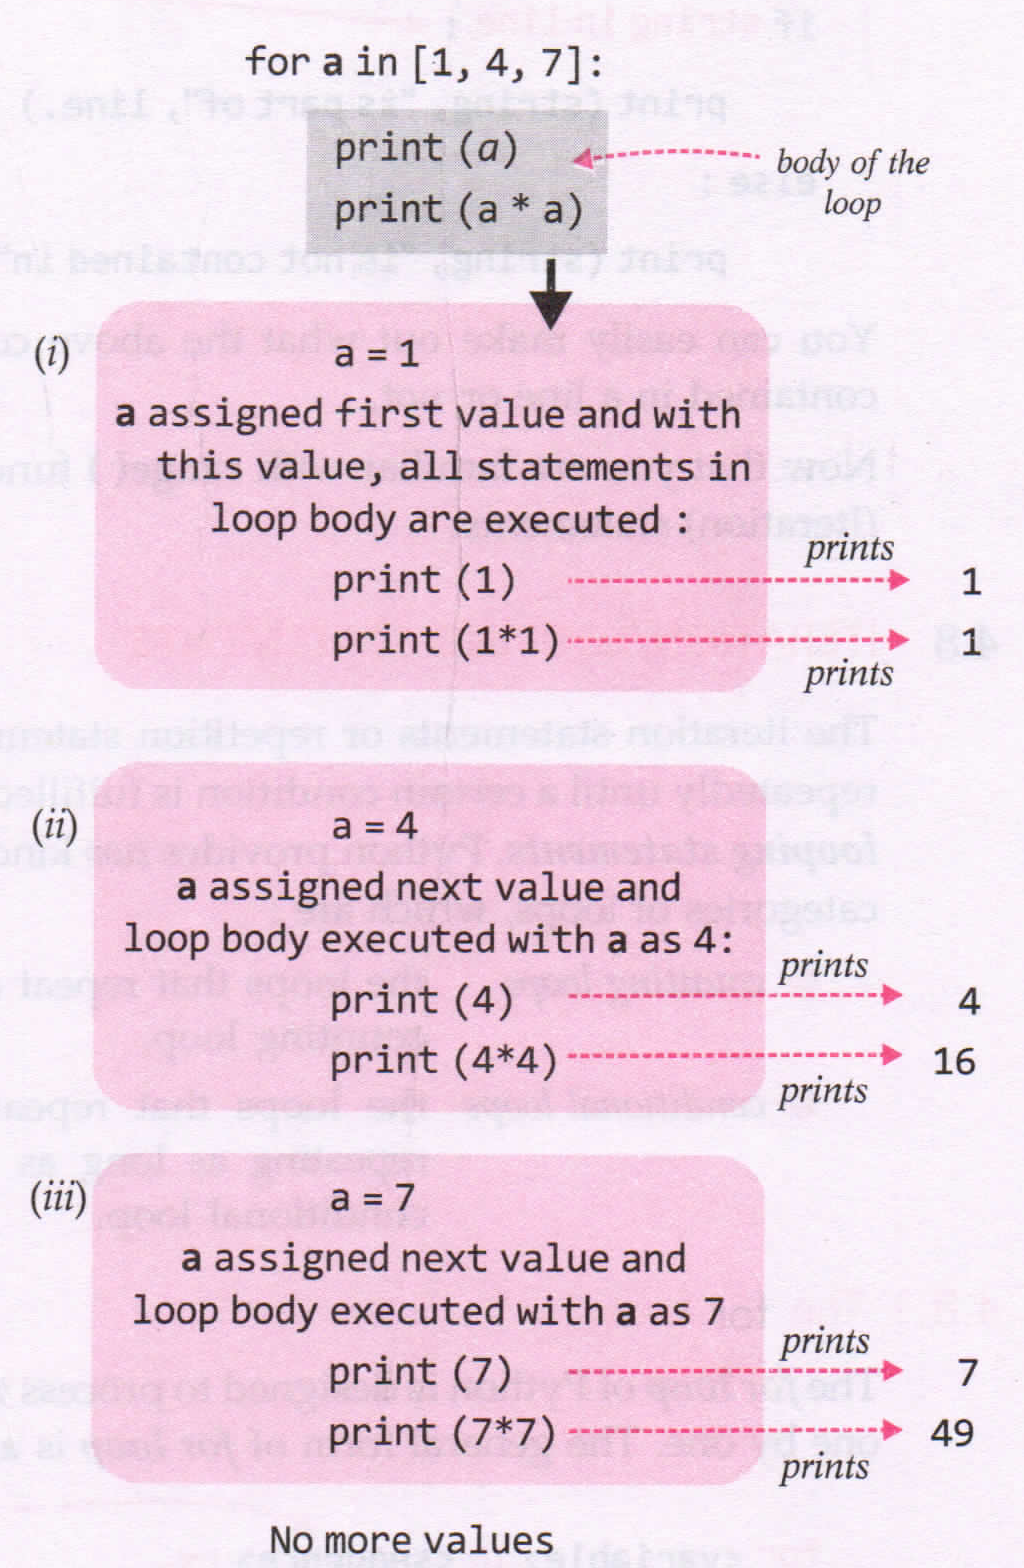 for a in [1, 4, 7]:
print (a)
print (a * a)
body of the
loop
(i)
a = 1
a assigned first value and with
this value, all statements in
loop body are executed :
print (1)
prints
1
print (1*1)
prints
1
(ii)
a = 4
a assigned next value and
loop body executed with a as 4:
print (4)
prints
4
print (4*4)
prints
16
(iii)
a = 7
a assigned next value and
loop body executed with a as 7
print (7)
prints
7
print (7*7)
prints
49
No more values